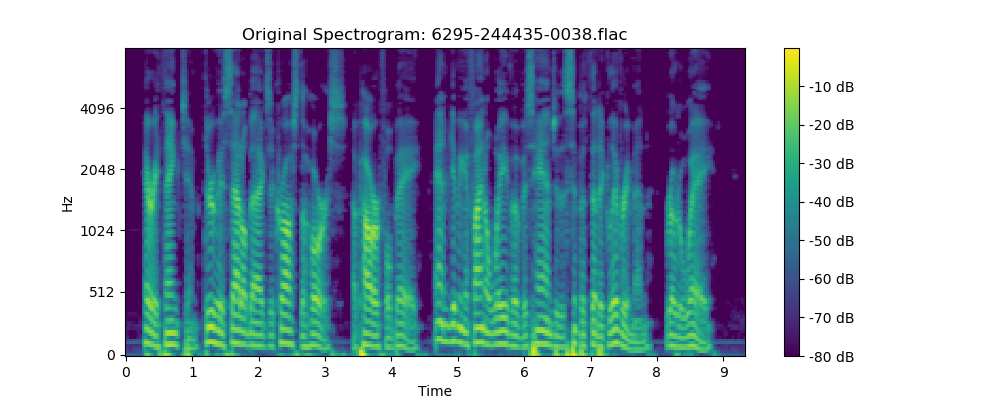 Original Spectrogram: 6295-244435-0038.flac
Hz
4096
2048
1024
512
0
0 1 2 3 4 5 6 7 8 9
Time
-10 dB
-20 dB
-30 dB
-40 dB
-50 dB
-60 dB
-70 dB
-80 dB